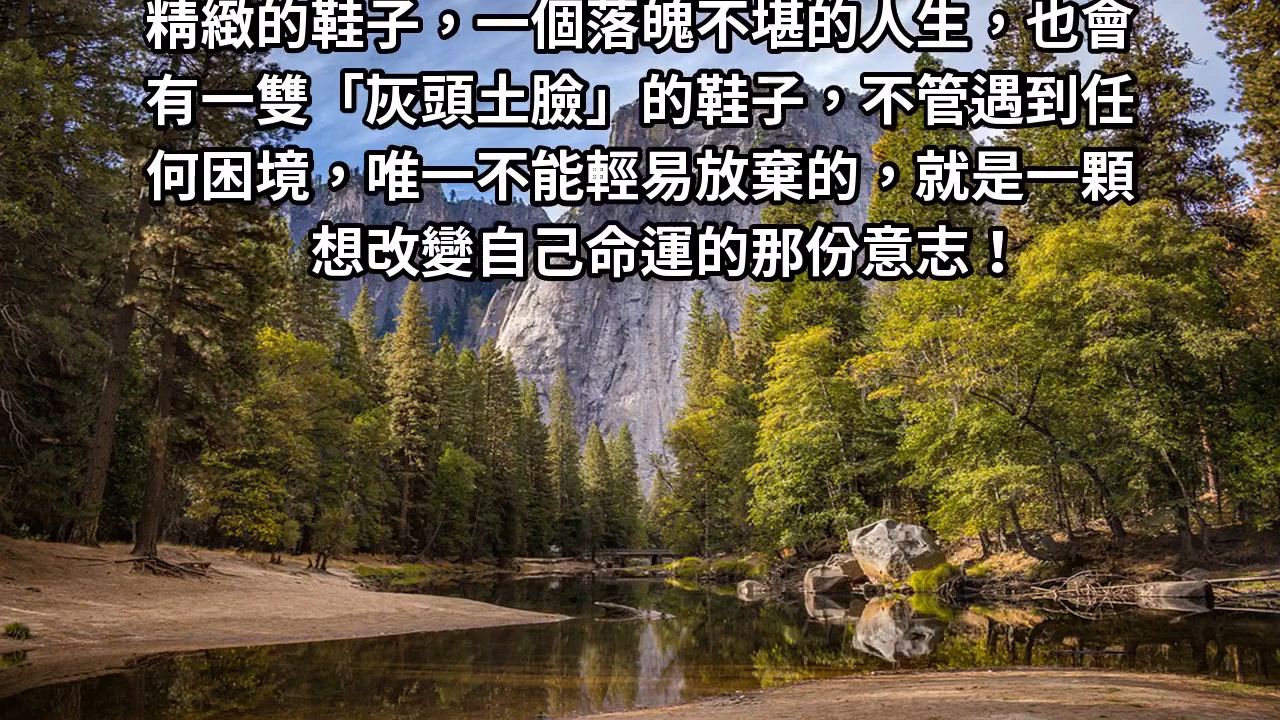 精緻的鞋子，一個落魄不堪的人生，也會
有一雙「灰頭土臉」的鞋子，不管遇到任
何困境，唯一不能輕易放棄的，就是一顆
想改變自己命運的那份意志！